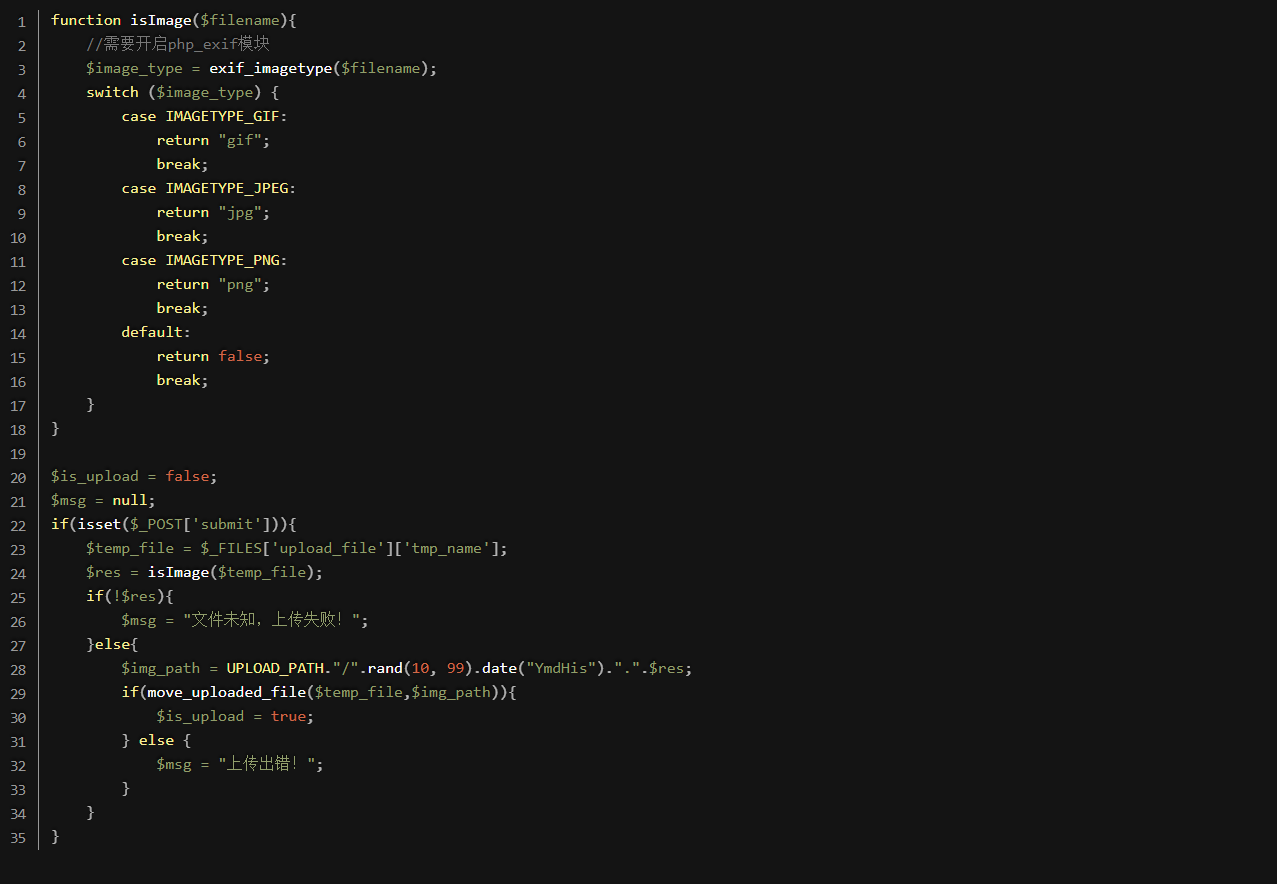 1 function isImage($filename){
2     //需要开启php_exif模块
3     $image_type = exif_imagetype($filename);
4     switch ($image_type) {
5         case IMAGETYPE_GIF:
6             return "gif";
7             break;
8         case IMAGETYPE_JPEG:
9             return "jpg";
10             break;
11         case IMAGETYPE_PNG:
12             return "png";
13             break;
14         default:
15             return false;
16             break;
17     }
18 }
19
20 $is_upload = false;
21 $msg = null;
22 if(isset($_POST['submit'])){
23     $temp_file = $_FILES['upload_file']['tmp_name'];
24     $res = isImage($temp_file);
25     if(!$res){
26         $msg = "文件未知，上传失败！";
27     }else{
28         $img_path = UPLOAD_PATH."/".rand(10, 99).date("YmdHis").".".$res;
29         if(move_uploaded_file($temp_file,$img_path)){
30             $is_upload = true;
31         } else {
32             $msg = "上传出错！";
33         }
34     }
35 }